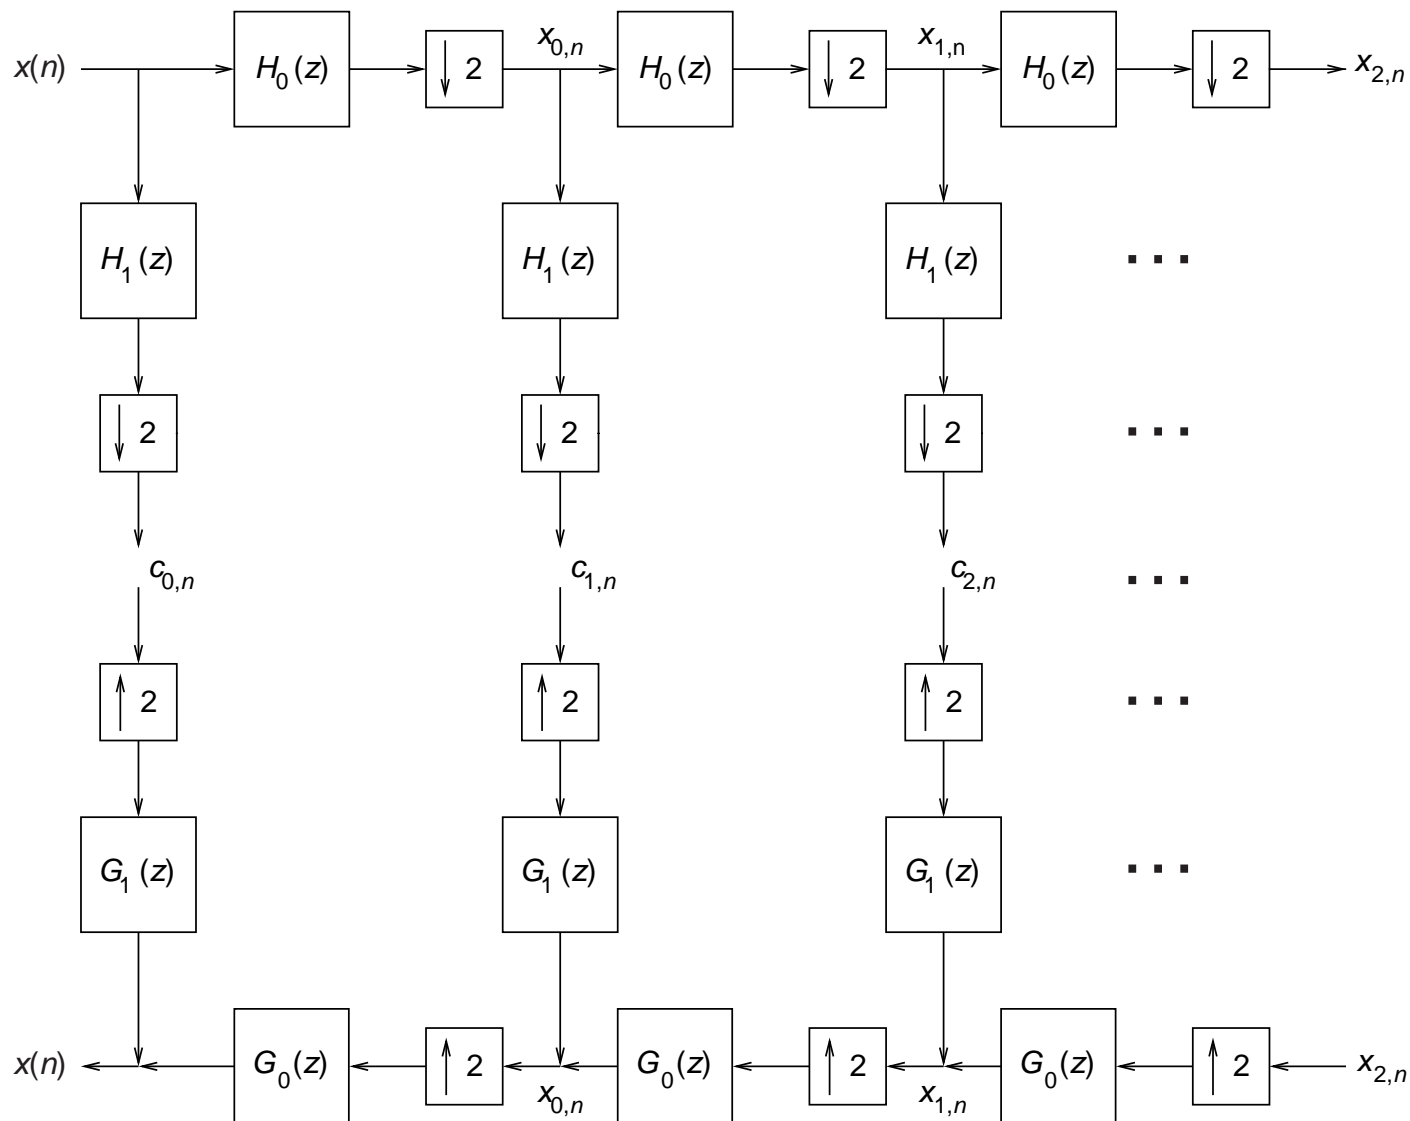 x(n) H₀(z) ↓ 2 x₀,ₙ H₀(z) ↓ 2 x₁,ₙ H₀(z) ↓ 2 x₂,ₙ
H₁(z) H₁(z) H₁(z) ...
↓ 2 ↓ 2 ↓ 2 ...
c₀,ₙ c₁,ₙ c₂,ₙ ...
↑ 2 ↑ 2 ↑ 2 ...
G₁(z) G₁(z) G₁(z) ...
x(n) G₀(z) ↑ 2 x₀,ₙ G₀(z) ↑ 2 x₁,ₙ G₀(z) ↑ 2 x₂,ₙ